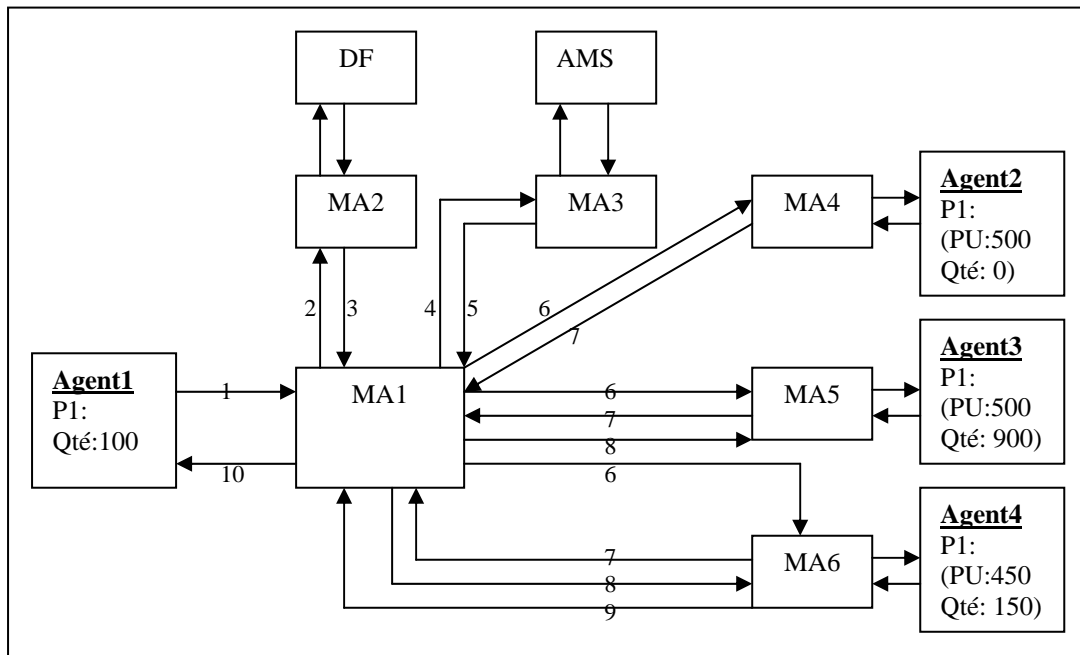 DF
AMS
MA2
MA3
MA4
Agent2
P1:
(PU:500
Qté: 0)
2
3
4
5
6
7
Agent1
P1:
Qté:100
1
10
MA1
6
7
8
6
MA5
Agent3
P1:
(PU:500
Qté: 900)
7
8
9
MA6
Agent4
P1:
(PU:450
Qté: 150)